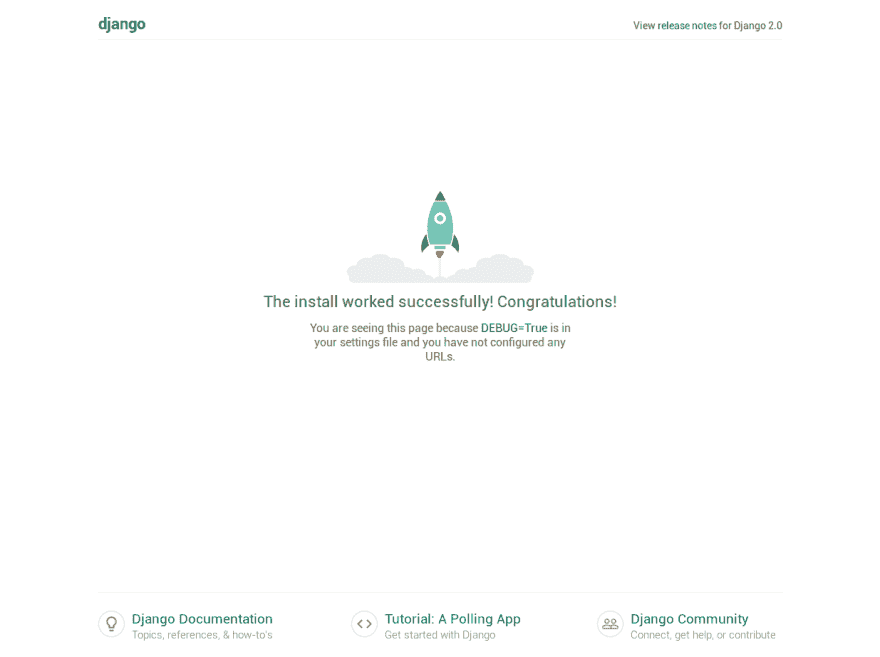 django
View release notes for Django 2.0
The install worked successfully! Congratulations!
You are seeing this page because DEBUG=True is in
your settings file and you have not configured any
URLs.
Django Documentation
Topics, references, & how-to's
Tutorial: A Polling App
Get started with Django
Django Community
Connect, get help, or contribute